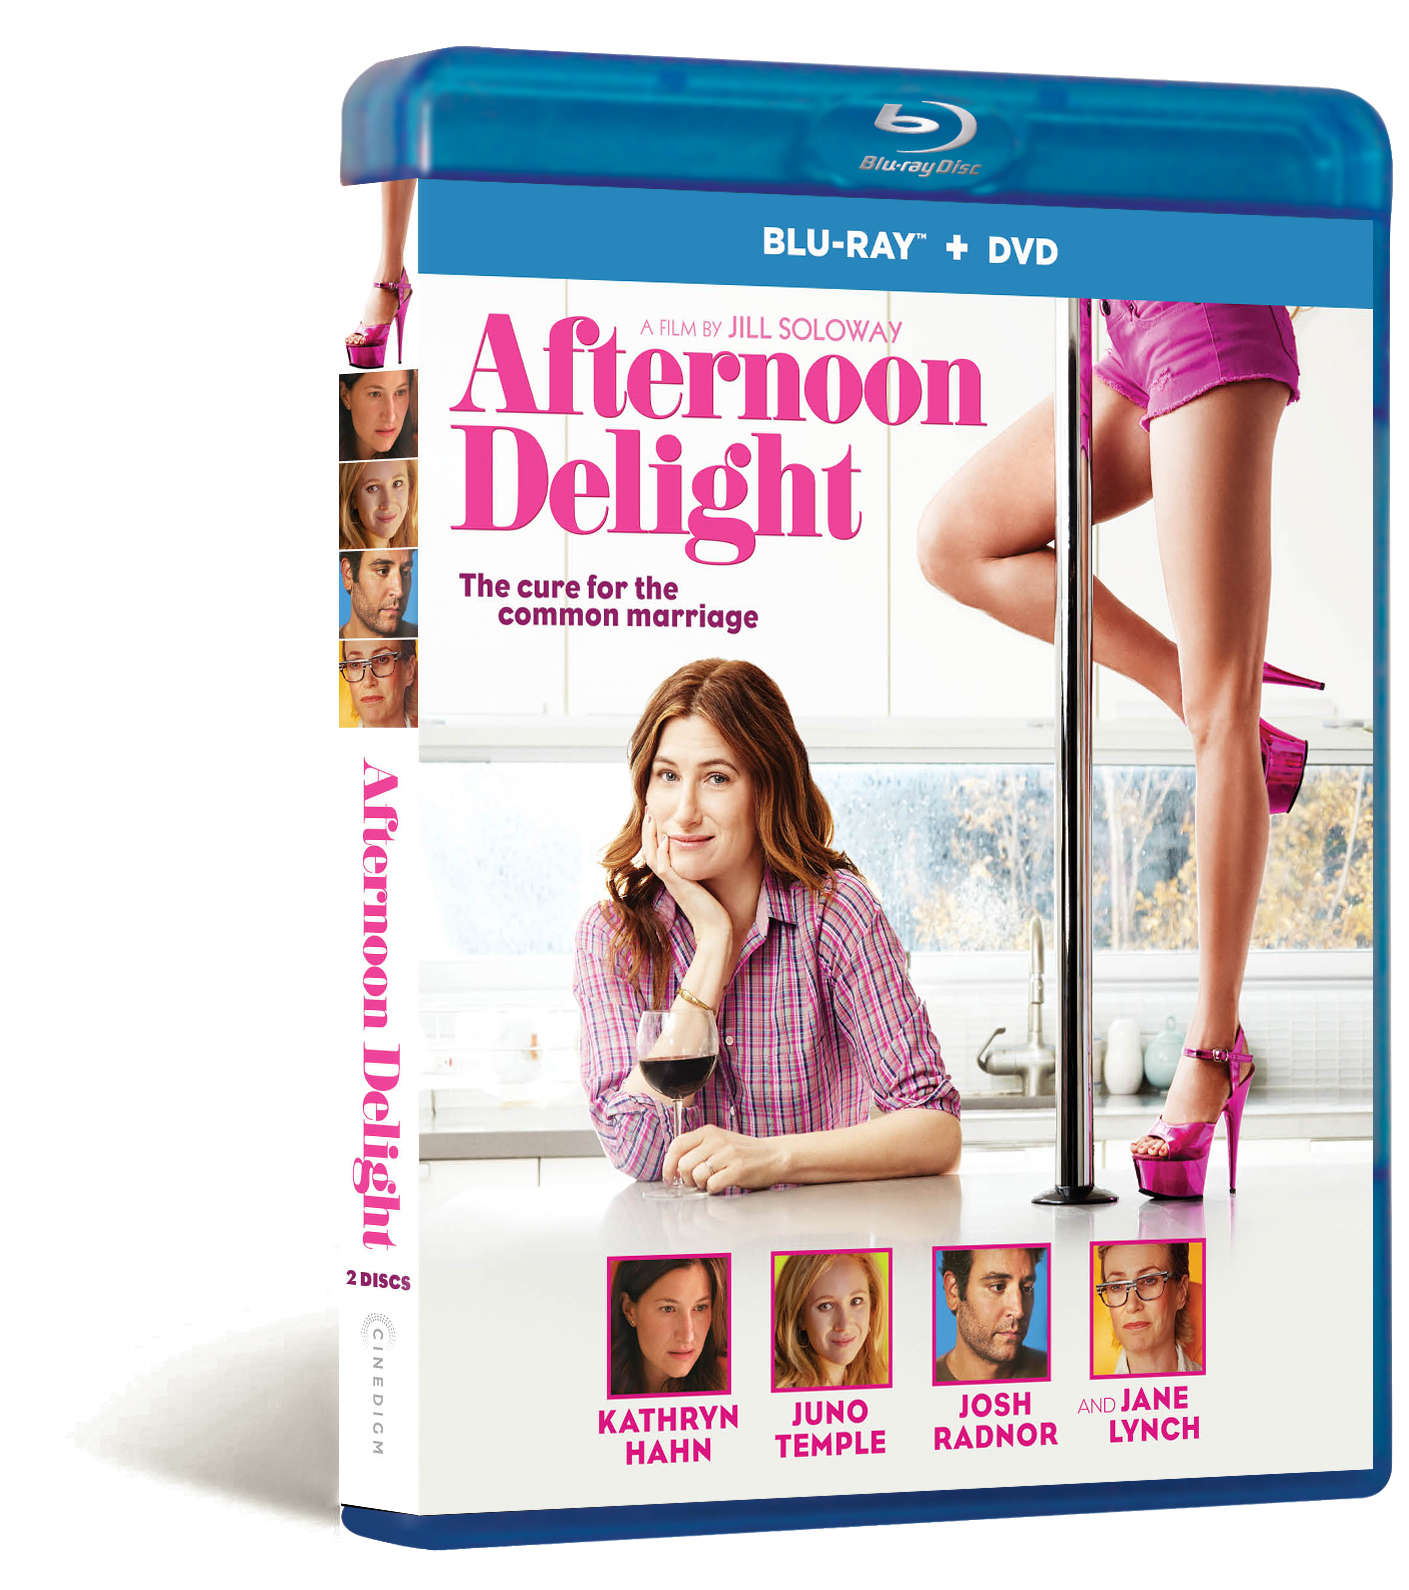 Blu-ray Disc
BLU-RAY™ + DVD
A FILM BY JILL SOLOWAY
Afternoon
Delight
The cure for the
common marriage
KATHRYN
HAHN
JUNO
TEMPLE
JOSH
RADNOR
AND JANE
LYNCH
Afternoon Delight
2 DISCS
CINEDIGM